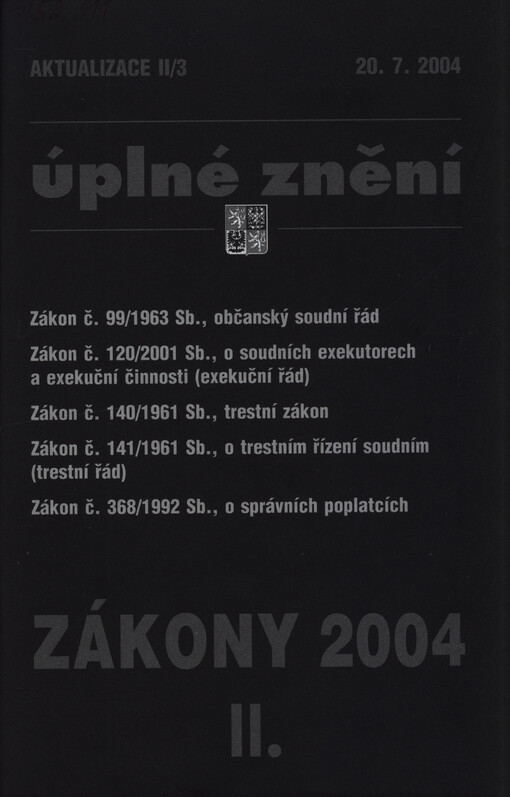 AKTUALIZACE II/3
20. 7. 2004
úplné znění
Zákon č. 99/1963 Sb., občanský soudní řád
Zákon č. 120/2001 Sb., o soudních exekutorech
a exekuční činnosti (exekuční řád)
Zákon č. 140/1961 Sb., trestní zákon
Zákon č. 141/1961 Sb., o trestním řízení soudním
(trestní řád)
Zákon č. 368/1992 Sb., o správních poplatcích
ZÁKONY 2004
II.